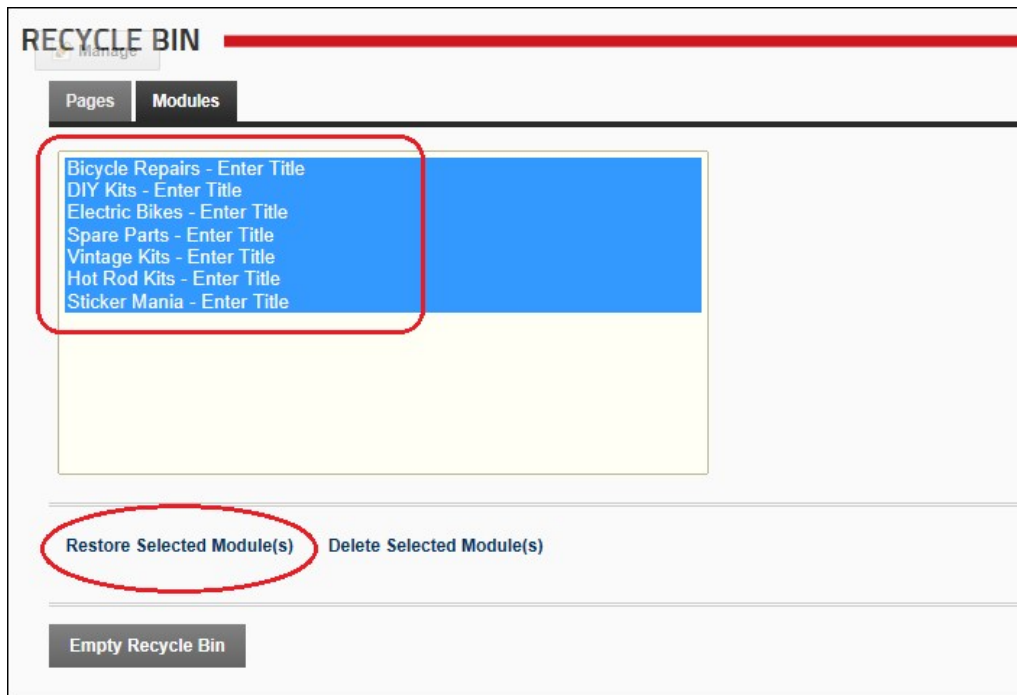 RECYCLE BIN
Manage
Pages Modules
Bicycle Repairs - Enter Title
DIY Kits - Enter Title
Electric Bikes - Enter Title
Spare Parts - Enter Title
Vintage Kits - Enter Title
Hot Rod Kits - Enter Title
Sticker Mania - Enter Title
Restore Selected Module(s) Delete Selected Module(s)
Empty Recycle Bin